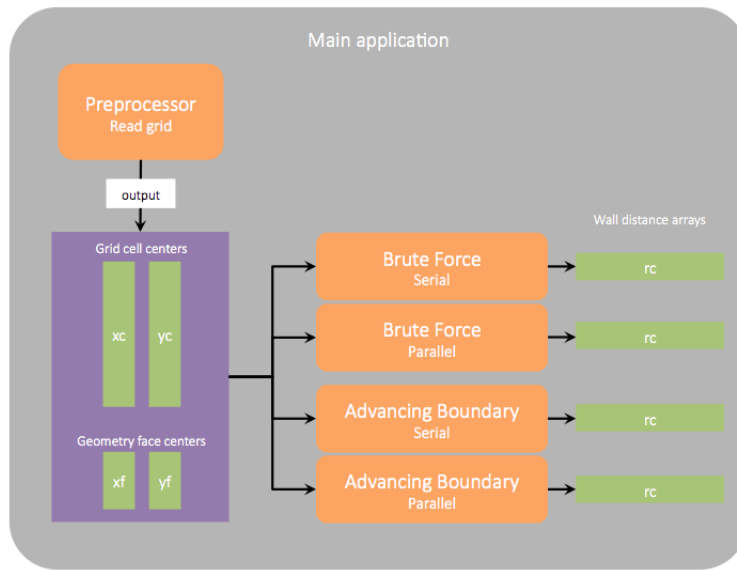 Main application
Preprocessor
Read grid
output
Grid cell centers
xc yc
Geometry face centers
xf yf
Brute Force
Serial
Brute Force
Parallel
Advancing Boundary
Serial
Advancing Boundary
Parallel
Wall distance arrays
rc
rc
rc
rc